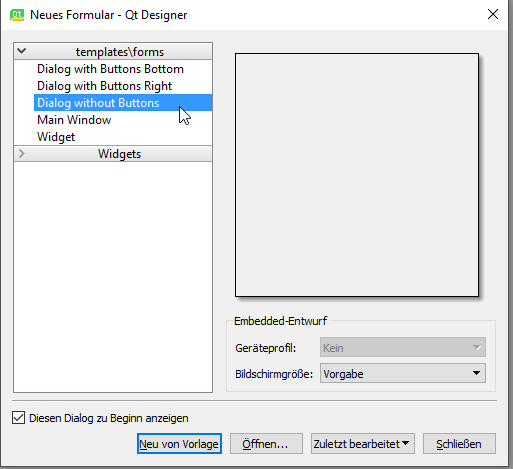 Neues Formular - Qt Designer
templates\forms
Dialog with Buttons Bottom
Dialog with Buttons Right
Dialog without Buttons
Main Window
Widget
Widgets
Embedded-Entwurf
Geräteprofil: Kein
Bildschirmgröße: Vorgabe
Diesen Dialog zu Beginn anzeigen
Neu von Vorlage Öffnen... Zuletzt bearbeitet Schließen